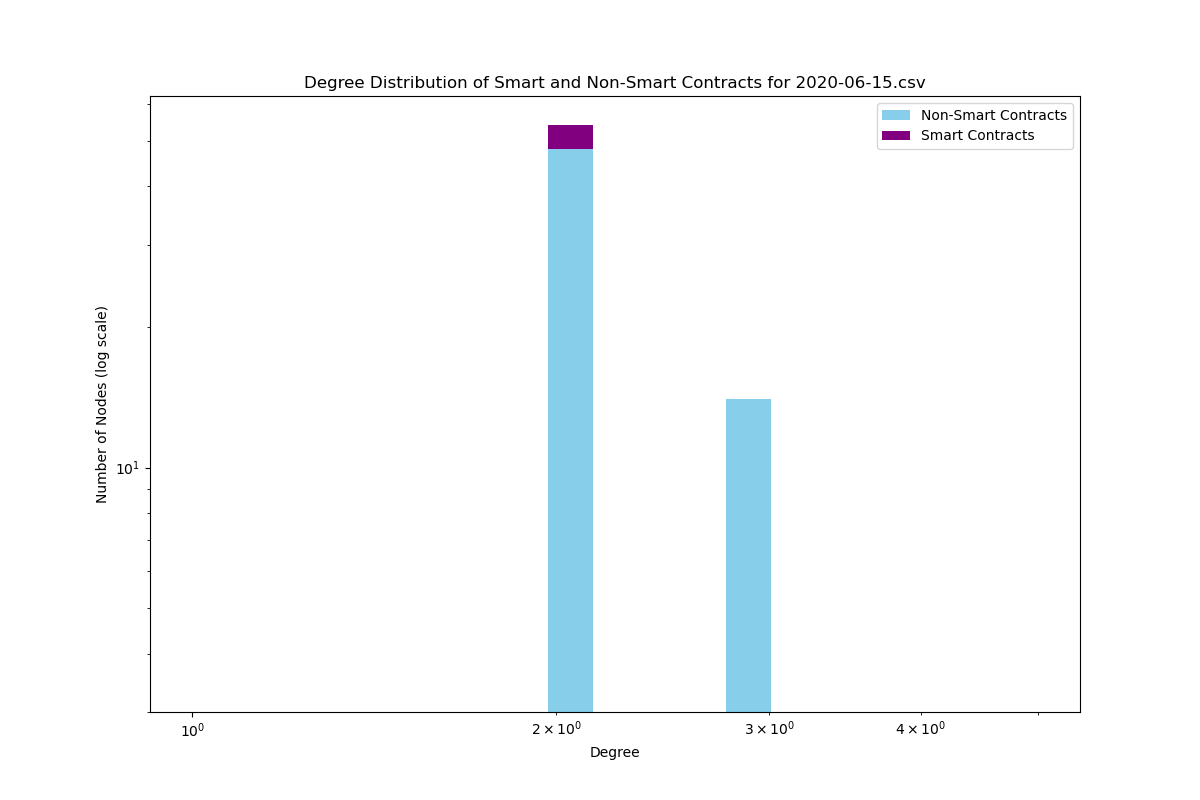 Degree Distribution of Smart and Non-Smart Contracts for 2020-06-15.csv
Non-Smart Contracts
Smart Contracts
Number of Nodes (log scale)
10¹
10⁰
2 × 10⁰
3 × 10⁰
4 × 10⁰
Degree